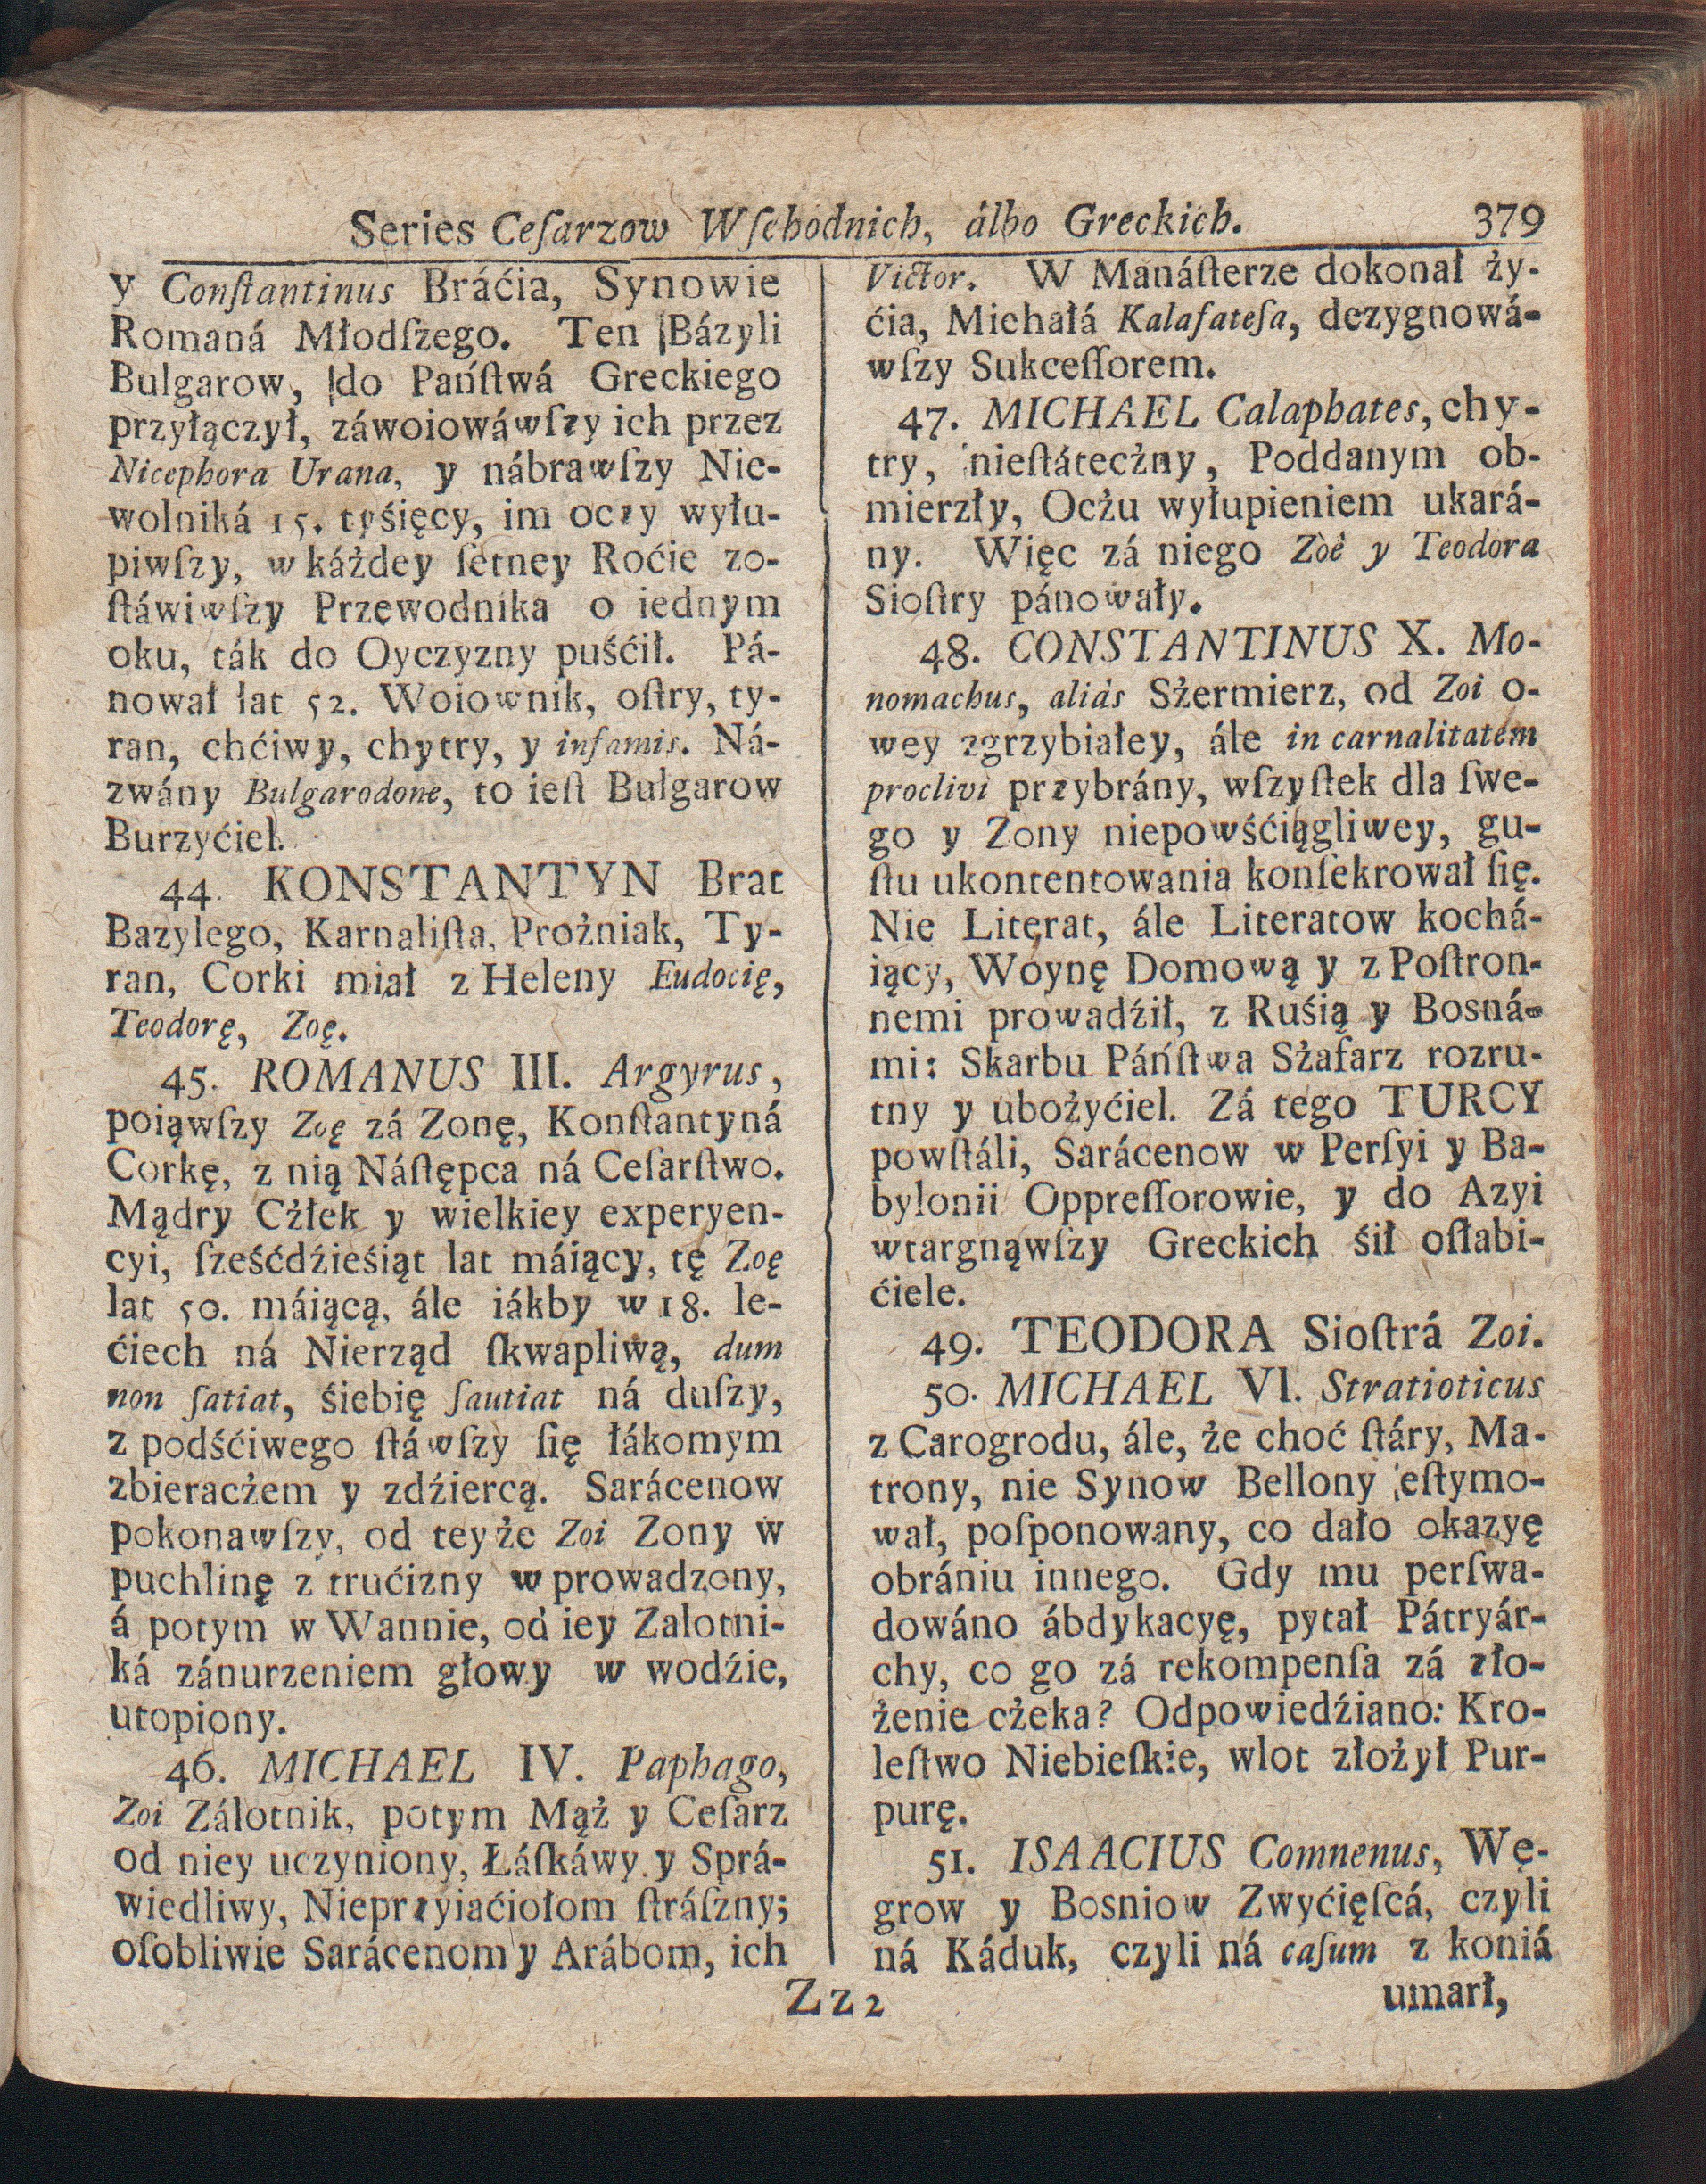 Series Ceſarzow Wſchodnich, álbo Greckich. 379
y Conſtantinus Bráćia, Synowie
Romaná Młodſzego. Ten Bázyli
Bulgarow, do Pańſtwá Greckiego
przyłączył, záwoiowáwſzy ich przez
Nicephora Urana, y nábrawſzy Nie-
wolniká 15. tyśięcy, im oczy wyłu-
piwſzy, w káżdey ſetney Roćie zo-
ſtáwiwſzy Przewodnika o iednym
oku, ták do Oyczyzny puśćił. Pá-
nował łat 52. Woiownik, oſtry, ty-
ran, chćiwy, chytry, y infamis. Ná-
zwány Bulgarodone, to ieſt Bulgarow
Burzyćiel.
44. KONSTANTYN Brat
Bazylego, Karnaliſta, Prożniak, Ty-
ran, Corki miał z Heleny Eudocię,
Teodorę, Zoę.
45. ROMANUS III. Argyrus,
poiąwſzy Zoę zá Zonę, Konſtantyná
Corkę, z nią Náſtępca ná Ceſarſtwo.
Mądry Cżłek y wielkiey experyen-
cyi, ſześćdźieśiąt lat máiący, tę Zoę
lat 50. máiącą, ále iákby w 18. le-
ćiech ná Nierząd ſkwapliwą, dum
non ſatiat, śiebię ſautiat ná duſzy,
z podśćiwego ſtáwſzy ſię łákomym
zbieracżem y zdźiercą. Sarácenow
pokonawſzy, od teyże Zoi Zony w
puchlinę z trućizny wprowadzony,
á potym w Wannie, od iey Zalotni-
ká zánurzeniem głowy w wodźie,
utopiony.
46. MICHAEL IV. Paphago,
Zoi Zálotnik, potym Mąż y Ceſarz
od niey uczyniony, Łáſkáwy y Sprá-
wiedliwy, Nieprzyiaćiołom ſtráſzny;
oſobliwie Sarácenom y Arábom, ich
Victor. W Manáſterze dokonał ży-
ćia, Michałá Kalafateſa, dezygnowá-
wſzy Sukceſſorem.
47. MICHAEL Calaphates, chy-
try, nieſtátecżny, Poddanym ob-
mierzły, Ocżu wyłupieniem ukará-
ny. Więc zá niego Zoè y Teodora
Sioſtry pánowały.
48. CONSTANTINUS X. Mo-
nomachus, aliàs Sżermierz, od Zoi o-
wey zgrzybiałey, ále in carnalitatem
proclivi przybrány, wſzyſtek dla ſwe-
go y Zony niepowśćiągliwey, gu-
ſtu ukontentowania konſekrował ſię.
Nie Literat, ále Literatow kochá-
iący, Woynę Domową y z Poſtron-
nemi prowadźił, z Ruśią y Bosná-
mi: Skarbu Páńſtwa Sżafarz rozru-
tny y ubożyćiel. Zá tego TURCY
powſtáli, Sarácenow w Perſyi y Ba-
bylonii Oppreſſorowie, y do Azyi
wtargnąwſzy Greckich śił oſłabi-
ćiele.
49. TEODORA Sioſtrá Zoi.
50. MICHAEL VI. Stratioticus
z Carogrodu, ále, że choć ſtáry, Ma-
trony, nie Synow Bellony eſtymo-
wał, poſponowany, co dało okazyę
obrániu innego. Gdy mu perſwa-
dowáno ábdykacyę, pytał Pátryár-
chy, co go zá rekompenſa zá zło-
żenie cżeka? Odpowiedźiano: Kro-
leſtwo Niebieſkie, wlot złożył Pur-
purę.
51. ISAACIUS Comnenus, Wę-
grow y Bosniow Zwyćięſcá, czyli
ná Káduk, czyli ná caſum z koniá
Zz2 umarł,